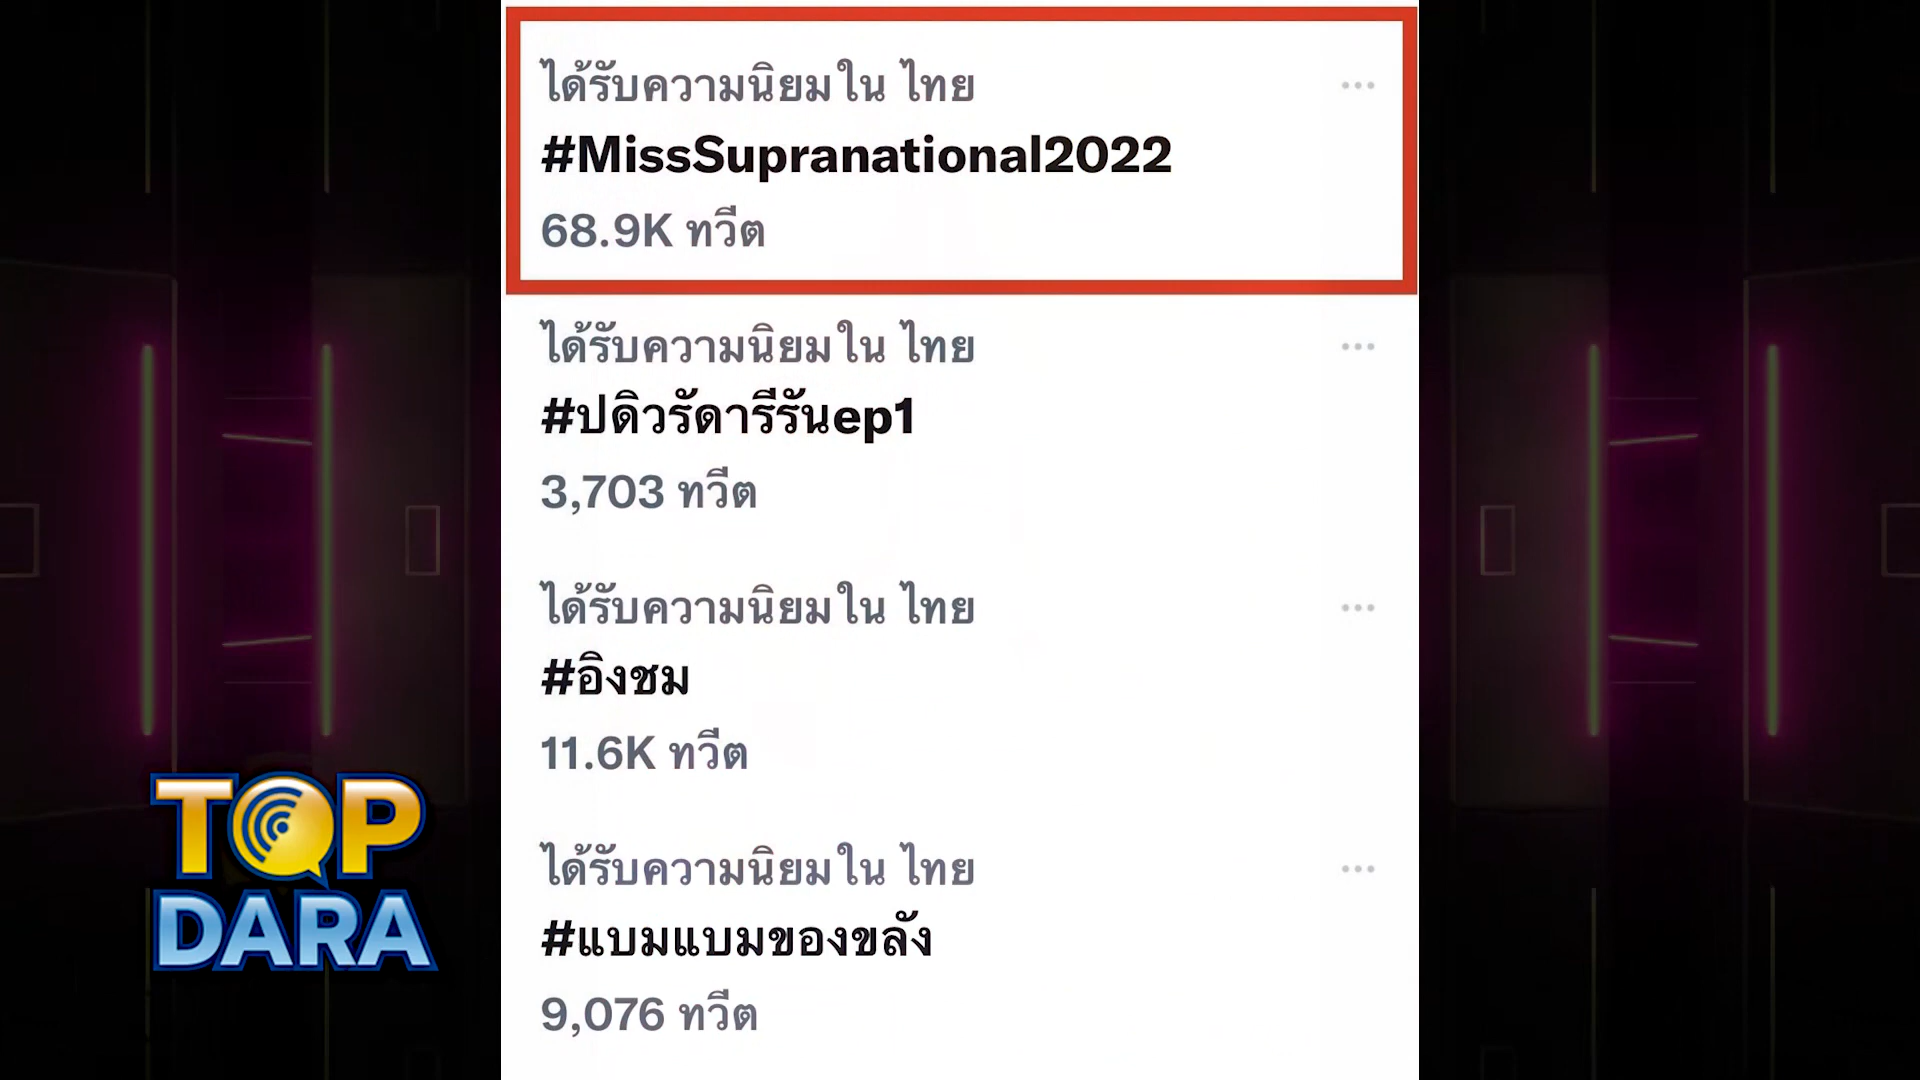 ได้รับความนิยมใน ไทย
#MissSupranational2022
68.9K ทวีต
ได้รับความนิยมใน ไทย
#ปดิวรัดารีรันep1
3,703 ทวีต
ได้รับความนิยมใน ไทย
#อิงชม
11.6K ทวีต
ได้รับความนิยมใน ไทย
#แบมแบมของขลัง
9,076 ทวีต
TOP
DARA